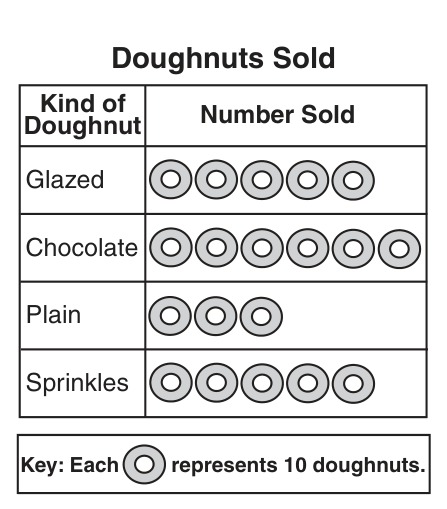 Doughnuts Sold
Kind of
Doughnut
Number Sold
Glazed
Chocolate
Plain
Sprinkles
Key: Each represents 10 doughnuts.